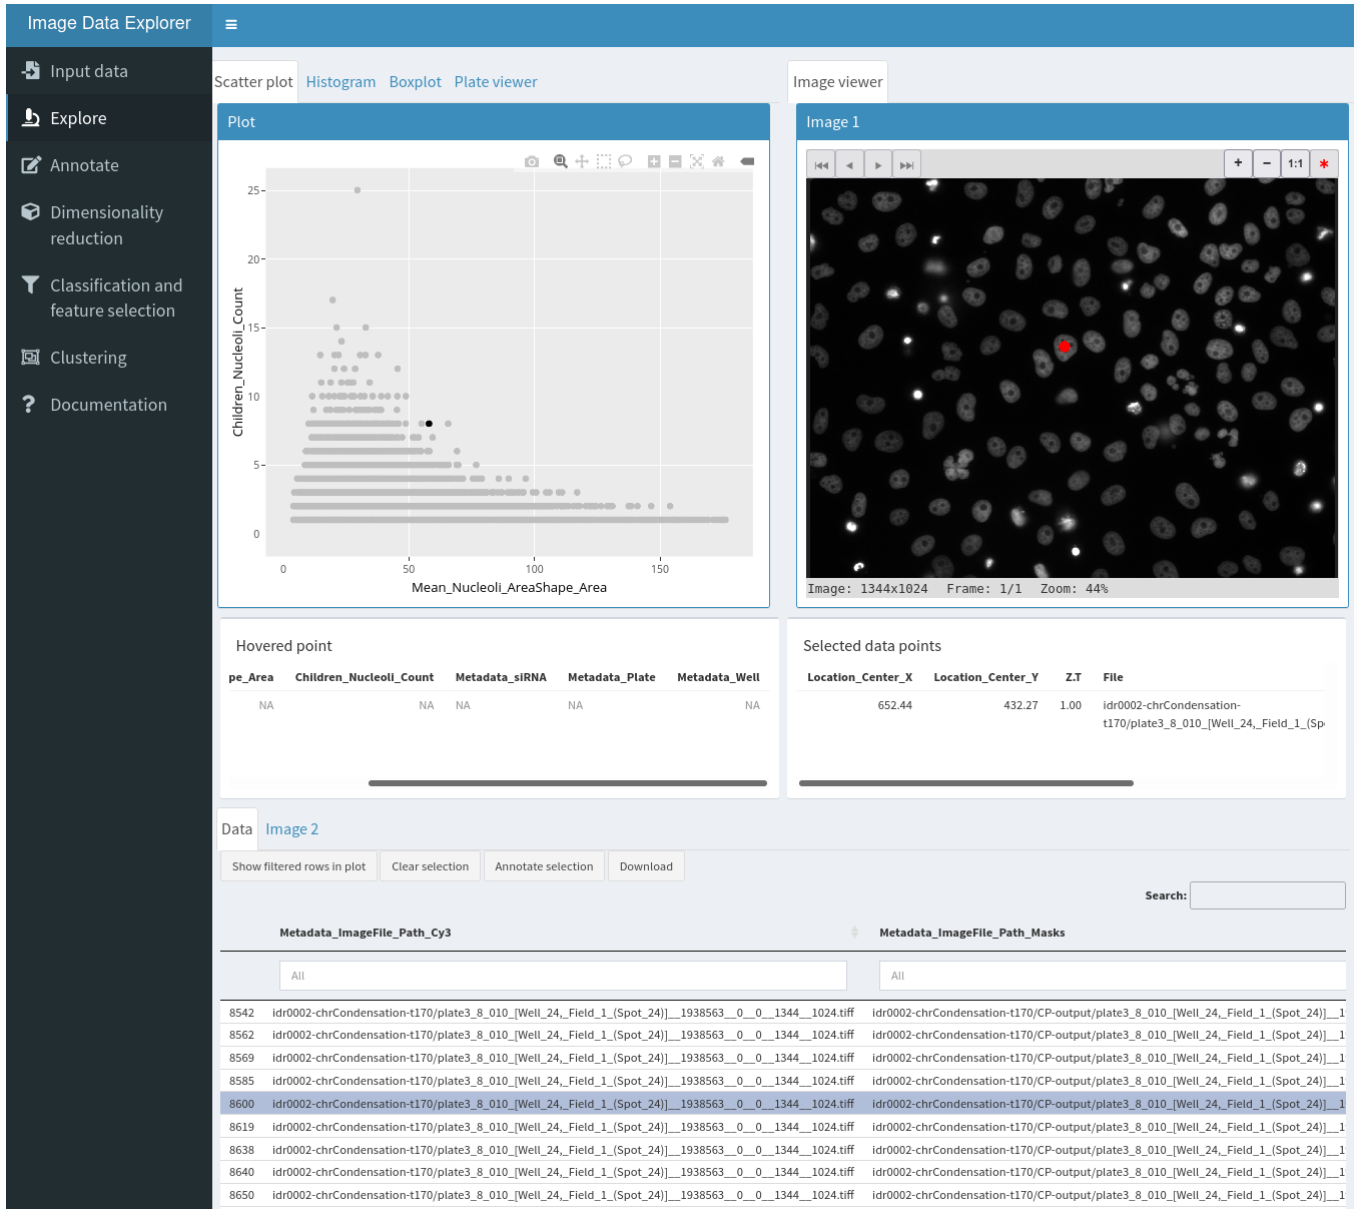 Image Data Explorer
Input data
Explore
Annotate
Dimensionality
reduction
Classification and
feature selection
Clustering
Documentation
Scatter plot Histogram Boxplot Plate viewer
Plot
25
20
15
10
5
0
Children_Nucleoli_Count
0 50 100 150
Mean_Nucleoli_AreaShape_Area
Image viewer
Image 1
+ − 1:1 *
Image: 1344x1024 Frame: 1/1 Zoom: 44%
Hovered point
pe_Area Children_Nucleoli_Count Metadata_siRNA Metadata_Plate Metadata_Well
NA NA NA NA NA
Selected data points
Location_Center_X Location_Center_Y Z.T File
652.44 432.27 1.00 idr0002-chrCondensation-
t170/plate3_8_010_[Well_24,_Field_1_(Sp
Data Image 2
Show filtered rows in plot Clear selection Annotate selection Download
Search:
Metadata_ImageFile_Path_Cy3 Metadata_ImageFile_Path_Masks
All All
8542 idr0002-chrCondensation-t170/plate3_8_010_[Well_24,_Field_1_(Spot_24)]__1938563__0__0__1344__1024.tiff idr0002-chrCondensation-t170/CP-output/plate3_8_010_[Well_24,_Field_1_(Spot_24)]__1
8562 idr0002-chrCondensation-t170/plate3_8_010_[Well_24,_Field_1_(Spot_24)]__1938563__0__0__1344__1024.tiff idr0002-chrCondensation-t170/CP-output/plate3_8_010_[Well_24,_Field_1_(Spot_24)]__1
8569 idr0002-chrCondensation-t170/plate3_8_010_[Well_24,_Field_1_(Spot_24)]__1938563__0__0__1344__1024.tiff idr0002-chrCondensation-t170/CP-output/plate3_8_010_[Well_24,_Field_1_(Spot_24)]__1
8585 idr0002-chrCondensation-t170/plate3_8_010_[Well_24,_Field_1_(Spot_24)]__1938563__0__0__1344__1024.tiff idr0002-chrCondensation-t170/CP-output/plate3_8_010_[Well_24,_Field_1_(Spot_24)]__1
8600 idr0002-chrCondensation-t170/plate3_8_010_[Well_24,_Field_1_(Spot_24)]__1938563__0__0__1344__1024.tiff idr0002-chrCondensation-t170/CP-output/plate3_8_010_[Well_24,_Field_1_(Spot_24)]__1
8619 idr0002-chrCondensation-t170/plate3_8_010_[Well_24,_Field_1_(Spot_24)]__1938563__0__0__1344__1024.tiff idr0002-chrCondensation-t170/CP-output/plate3_8_010_[Well_24,_Field_1_(Spot_24)]__1
8638 idr0002-chrCondensation-t170/plate3_8_010_[Well_24,_Field_1_(Spot_24)]__1938563__0__0__1344__1024.tiff idr0002-chrCondensation-t170/CP-output/plate3_8_010_[Well_24,_Field_1_(Spot_24)]__1
8640 idr0002-chrCondensation-t170/plate3_8_010_[Well_24,_Field_1_(Spot_24)]__1938563__0__0__1344__1024.tiff idr0002-chrCondensation-t170/CP-output/plate3_8_010_[Well_24,_Field_1_(Spot_24)]__1
8650 idr0002-chrCondensation-t170/plate3_8_010_[Well_24,_Field_1_(Spot_24)]__1938563__0__0__1344__1024.tiff idr0002-chrCondensation-t170/CP-output/plate3_8_010_[Well_24,_Field_1_(Spot_24)]__1